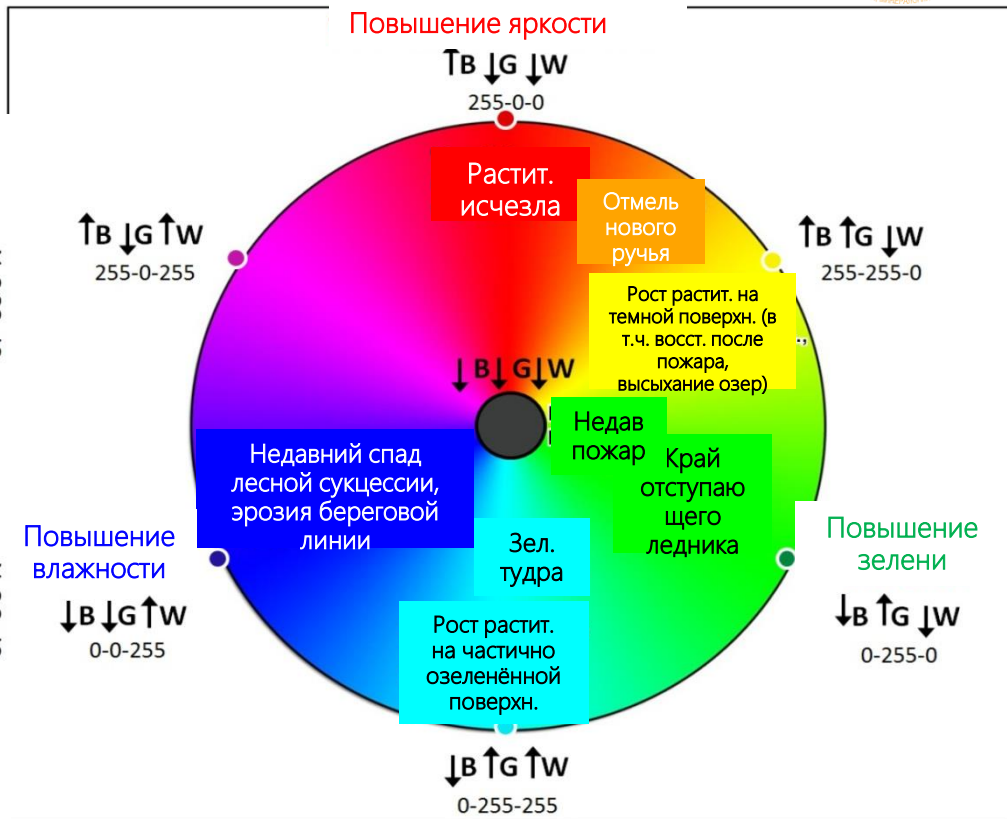 Повышение яркости
↑B ↓G ↓W
255-0-0
Растит.
исчезла
Отмель
нового
ручья
↑B ↓G ↑W
255-0-255
↑B ↑G ↓W
255-255-0
Рост растит. на
темной поверхн. (в
т.ч. восст. после
пожара,
высыхание озер)
↓B↓G↓W
Недав
пожар
Край
отступаю
щего
ледника
Недавний спад
лесной сукцессии,
эрозия береговой
линии
Зел.
тудра
Рост растит.
на частично
озеленённой
поверхн.
Повышение
влажности
↓B ↓G ↑W
0-0-255
Повышение
зелени
↓B ↑G ↓W
0-255-0
↓B ↑G ↑W
0-255-255